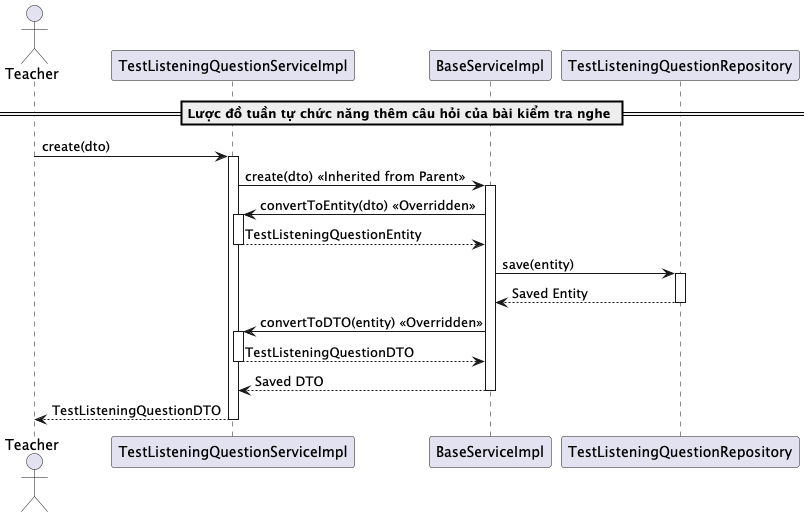 Teacher
TestListeningQuestionServiceImpl
BaseServiceImpl
TestListeningQuestionRepository
Lược đồ tuần tự chức năng thêm câu hỏi của bài kiểm tra nghe
create(dto)
create(dto) «Inherited from Parent»
convertToEntity(dto) «Overridden»
TestListeningQuestionEntity
save(entity)
Saved Entity
convertToDTO(entity) «Overridden»
TestListeningQuestionDTO
Saved DTO
TestListeningQuestionDTO
Teacher
TestListeningQuestionServiceImpl
BaseServiceImpl
TestListeningQuestionRepository